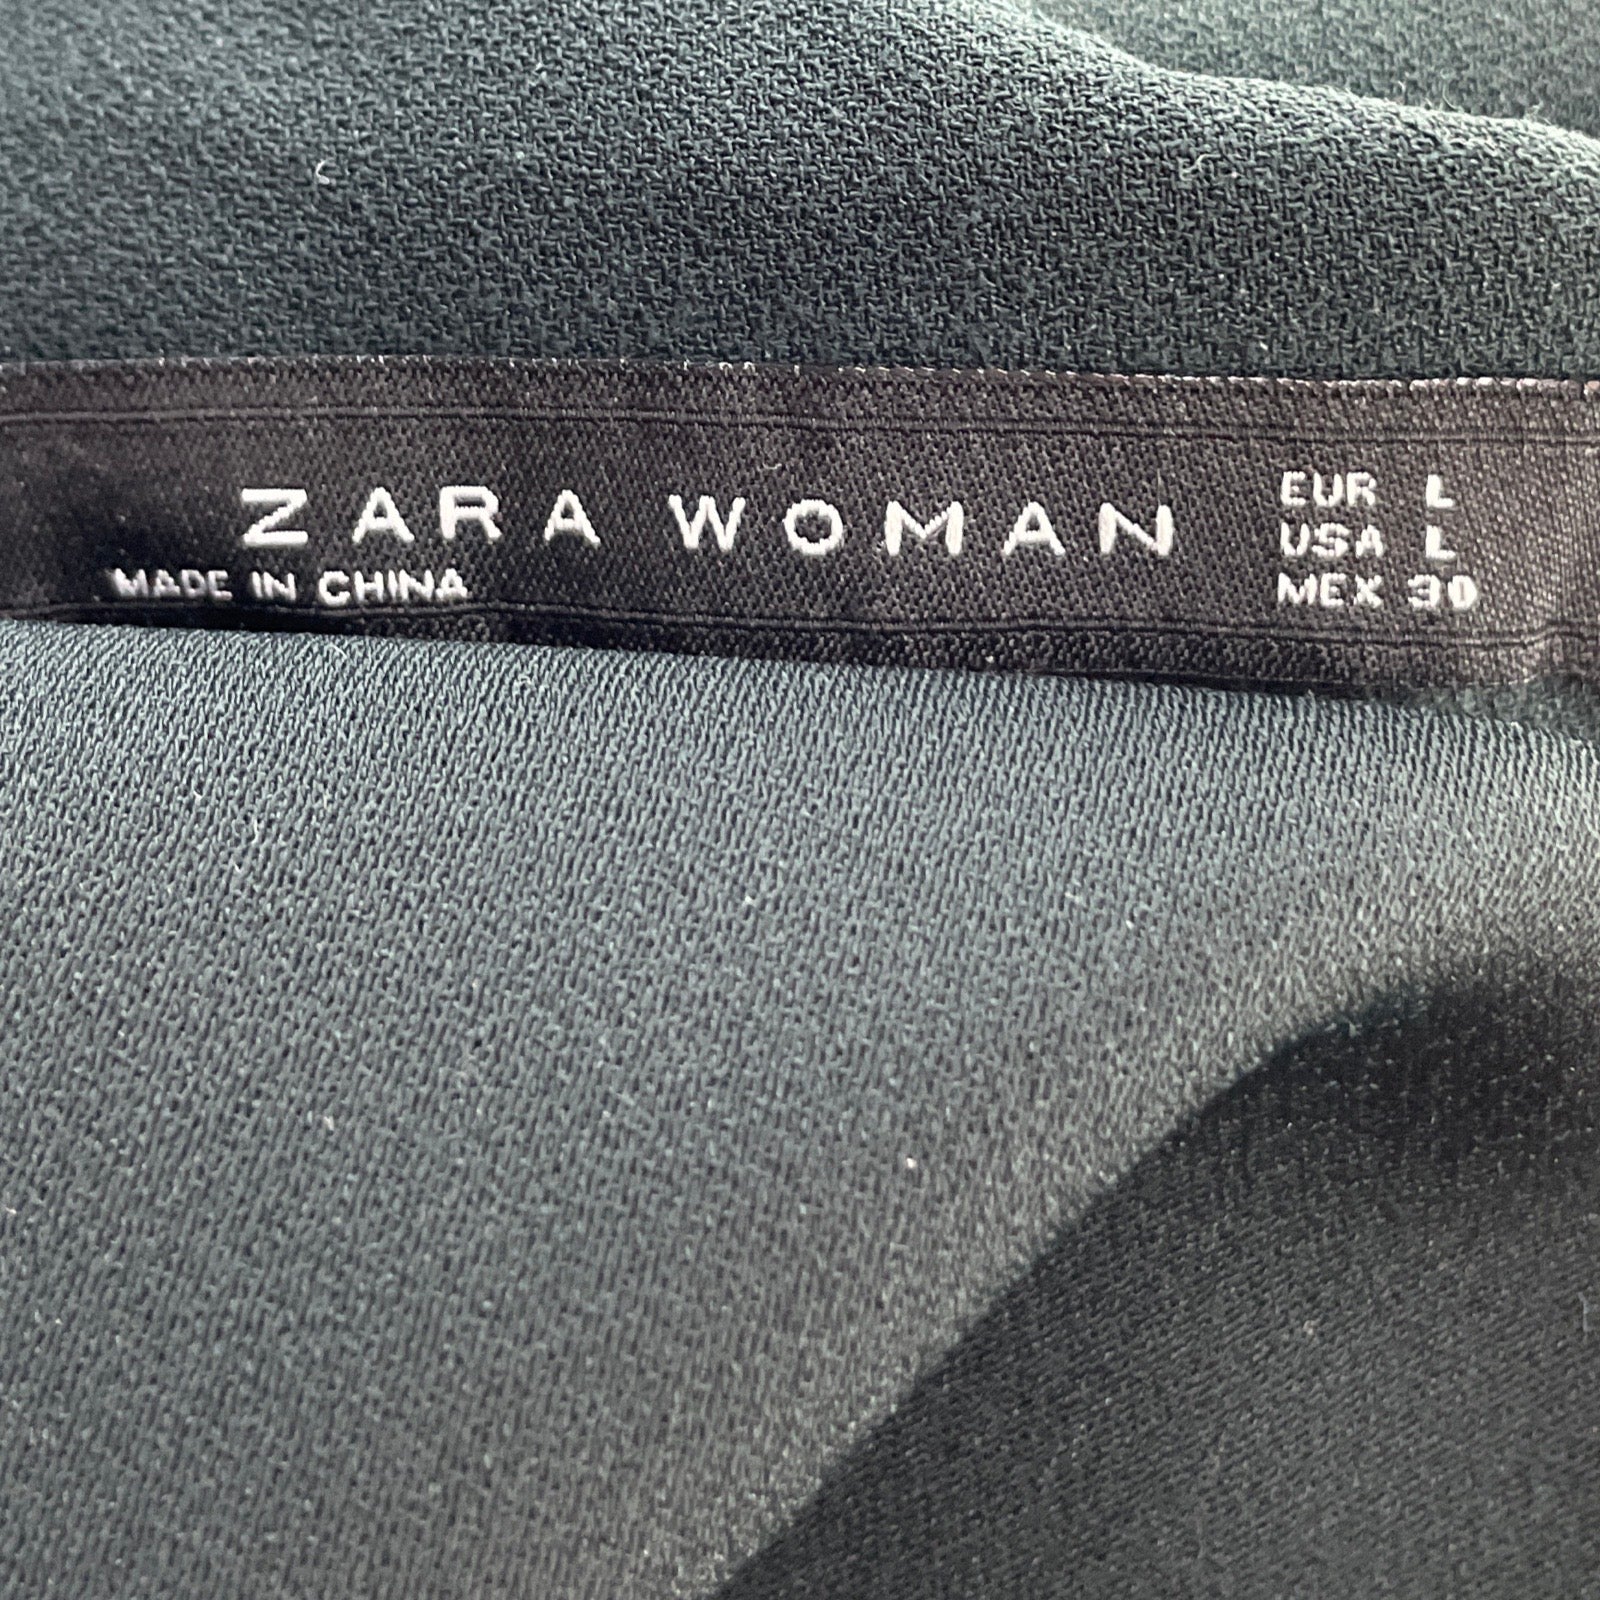 ZARA WOMAN
MADE IN CHINA
EUR L
USA L
MEX 30